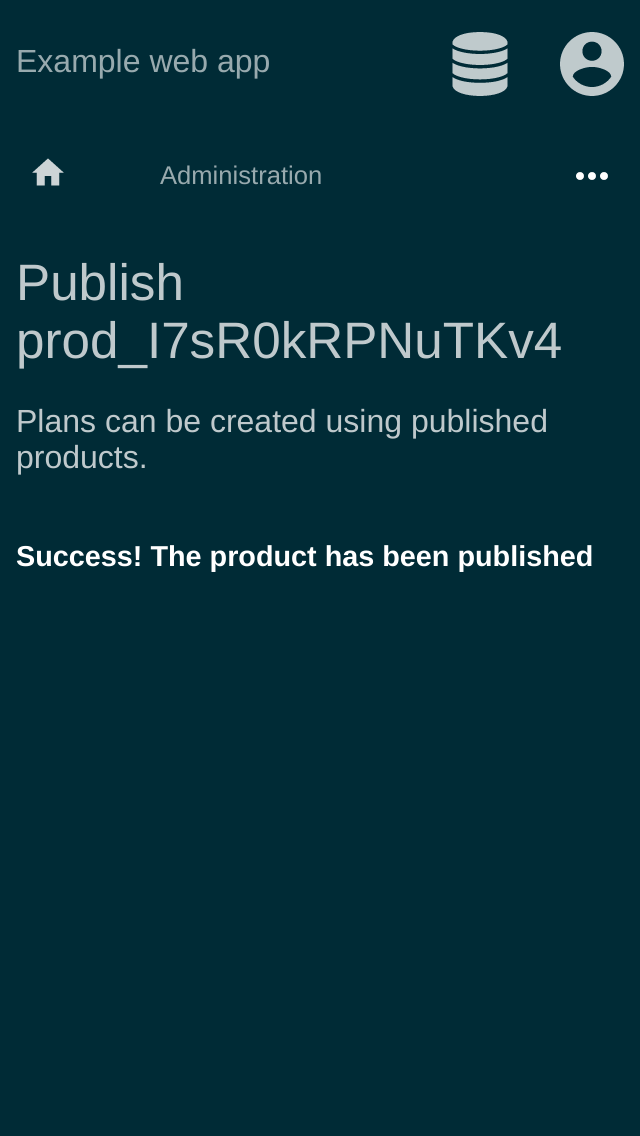 Example web app
Administration
Publish
prod_I7sR0kRPNuTKv4
Plans can be created using published
products.
Success! The product has been published